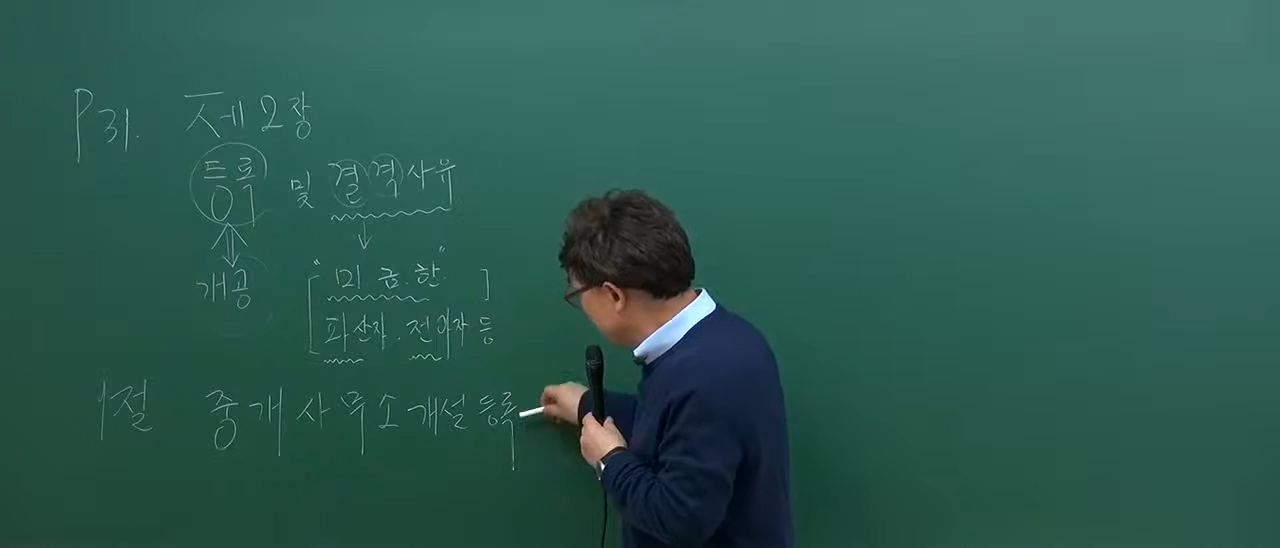 P31. 제2장
등록 및 결격사유
개공 [ "미 금. 한" ]
파산자. 전과자 등
1절 중개사무소 개설 등록